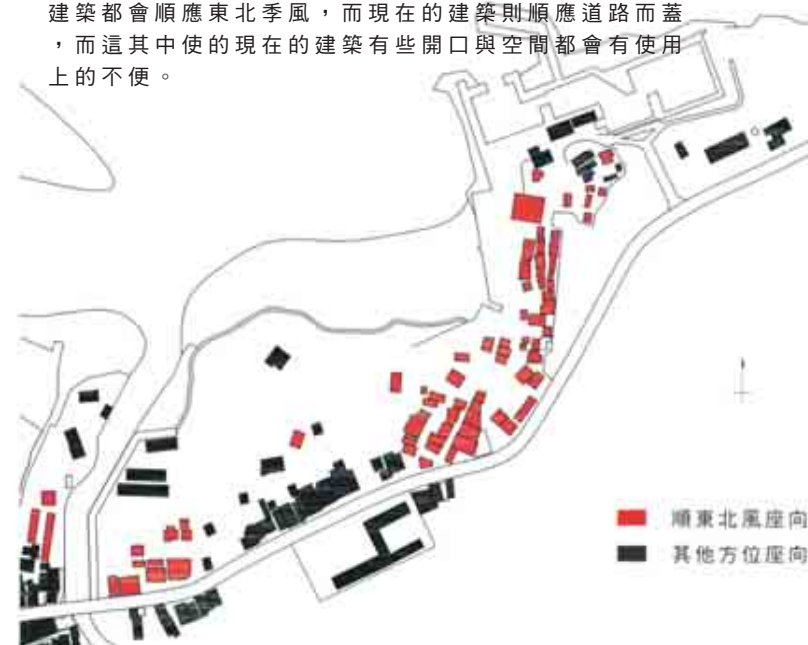 建築都會順應東北季風，而現在的建築則順應道路而蓋
，而這其中使的現在的建築有些開口與空間都會有使用
上的不便。
順東北風座向
其他方位座向